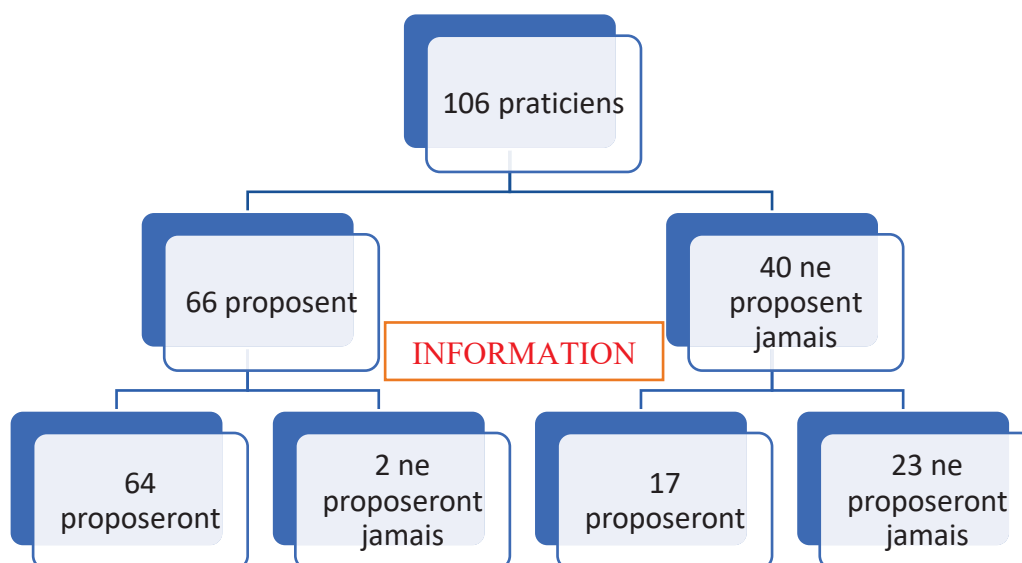 106 praticiens
66 proposent
40 ne
proposent
jamais
INFORMATION
64
proposeront
2 ne
proposeront
jamais
17
proposeront
23 ne
proposeront
jamais